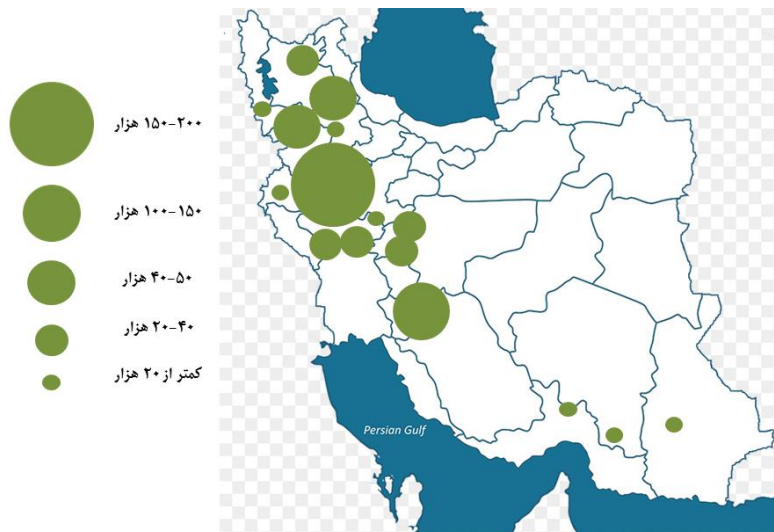 ۱۵۰-۲۰۰ هزار
۱۰۰-۱۵۰ هزار
۴۰-۵۰ هزار
۲۰-۴۰ هزار
کمتر از ۲۰ هزار
Persian Gulf